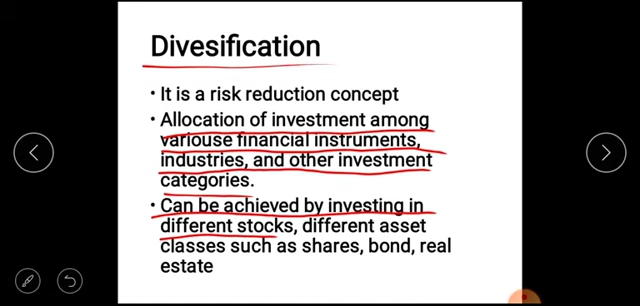 Divesification
• It is a risk reduction concept
• Allocation of investment among
variouse financial instruments,
industries, and other investment
categories.
• Can be achieved by investing in
different stocks, different asset
classes such as shares, bond, real
estate